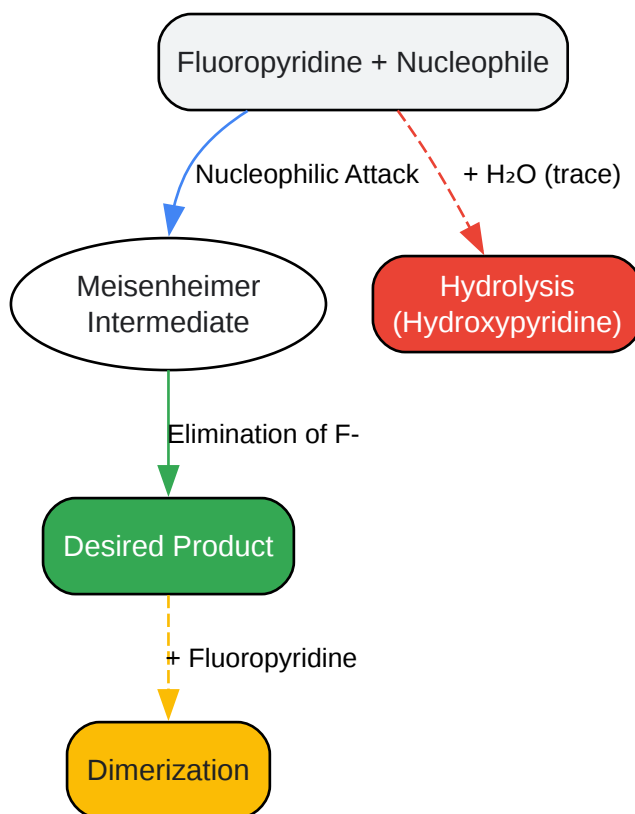 Fluoropyridine + Nucleophile
Nucleophilic Attack
+ H₂O (trace)
Meisenheimer
Intermediate
Hydrolysis
(Hydroxypyridine)
Elimination of F-
Desired Product
+ Fluoropyridine
Dimerization